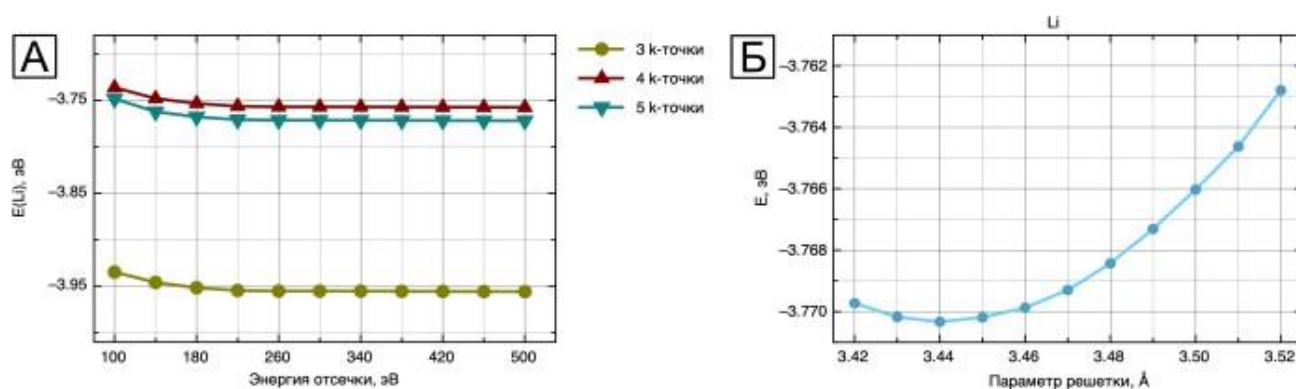 А
3 k-точки
4 k-точки
5 k-точки
−3.75
−3.85
−3.95
E(Li), эВ
100 180 260 340 420 500
Энергия отсечки, эВ
Б
Li
−3.762
−3.764
−3.766
−3.768
−3.770
E, эВ
3.42 3.44 3.46 3.48 3.50 3.52
Параметр решетки, Å